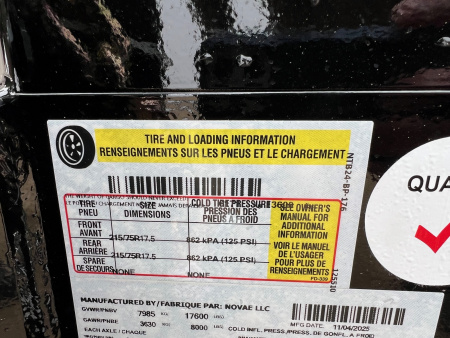 TIRE AND LOADING INFORMATION
RENSEIGNEMENTS SUR LES PNEUS ET LE CHARGEMENT
NTB24-BP-176
TIRE
PNEU
SIZE
DIMENSIONS
COLD TIRE PRESSURE
PRESSION DES
PNEUS A FROID
SEE OWNER'S
MANUAL FOR
ADDITIONAL
INFORMATION
VOIR LE MANUEL
DE L'USAGER
POUR PLUS DE
RENSEIGNEMENTS
FRONT
AVANT
215/75R17.5
862 kPA (125 PSI)
REAR
ARRIÈRE
215/75R17.5
862 kPA (125 PSI)
SPARE
DE SECOURS
NONE
NONE
MANUFACTURED BY/FABRIQUE PAR: NOVAE LLC
GVWR/PNBV 7985 17600
MFG DATE: 11/04/2025
GAWR/PNBE 3630 8000
EACH AXLE / CHAQUE
COLD INFL. PRESS./PRESS. DE GONFL. A FROID
QUA